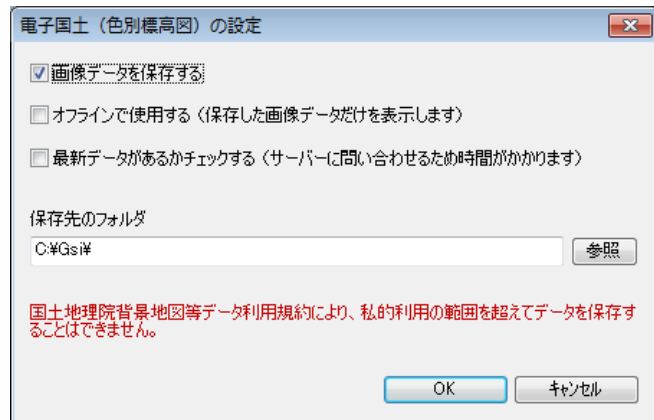 電子国土（色別標高図）の設定
画像データを保存する
オフラインで使用する（保存した画像データだけを表示します）
最新データがあるかチェックする（サーバーに問い合わせるため時間がかかります）
保存先のフォルダ
C:¥Gsi¥
参照
国土地理院背景地図等データ利用規約により、私的利用の範囲を超えてデータを保存す
ることはできません。
OK
キャンセル